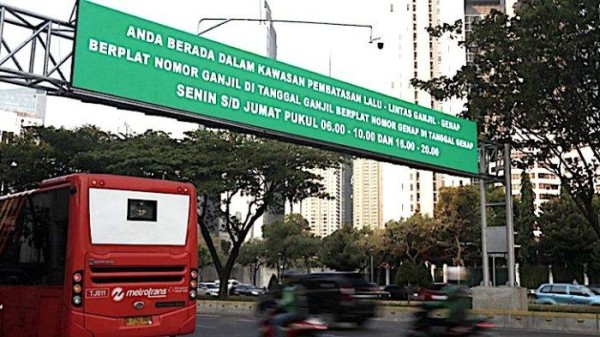 ANDA BERADA DALAM KAWASAN PEMBATASAN LALU - LINTAS GANJIL - GENAP
BERPLAT NOMOR GANJIL DI TANGGAL GANJIL BERPLAT NOMOR GENAP DI TANGGAL GENAP
SENIN S/D JUMAT PUKUL 06.00 - 10.00 DAN 16.00 - 20.00
TJ011 metrotrans